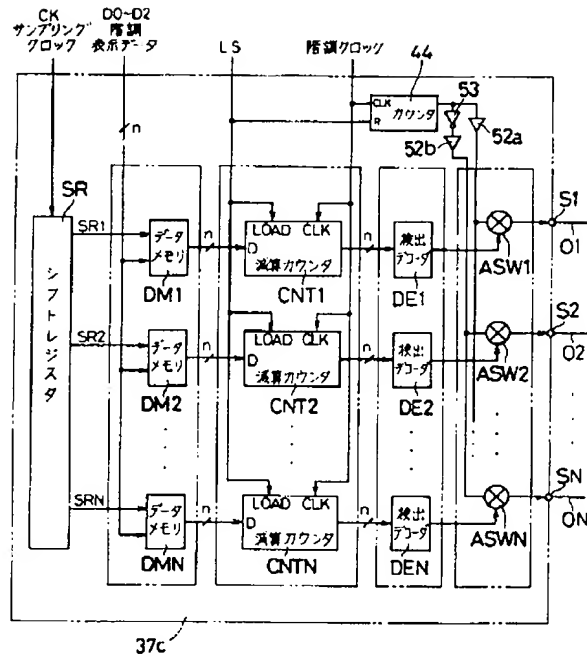 CK
サンプリング
クロック
D0~D2
階調
表示データ
LS
階調クロック
44
CLK
R
カウンタ
53
52b
52a
n
SR
シフトレジスタ
SR1
データ
メモリ
DM1
n
LOAD CLK
D
減算カウンタ
CNT1
n
検出
デコーダ
DE1
ASW1
S1
O1
SR2
データ
メモリ
DM2
n
LOAD CLK
D
減算カウンタ
CNT2
n
検出
デコーダ
DE2
ASW2
S2
O2
SRN
データ
メモリ
DMN
n
LOAD CLK
D
減算カウンタ
CNTN
n
検出
デコーダ
DEN
ASWN
SN
ON
37c